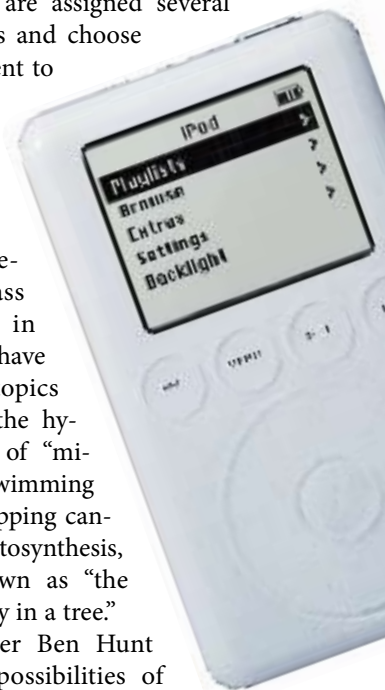 are assigned several
s and choose
ent to
iPod
Playlists
Browse
Extras
Settings
Backlight
MENU
e-
ass
in
have
opics
the hy-
of “mi-
wimming
pping can-
tosynthesis,
wn as “the
y in a tree.”
er Ben Hunt
possibilities of